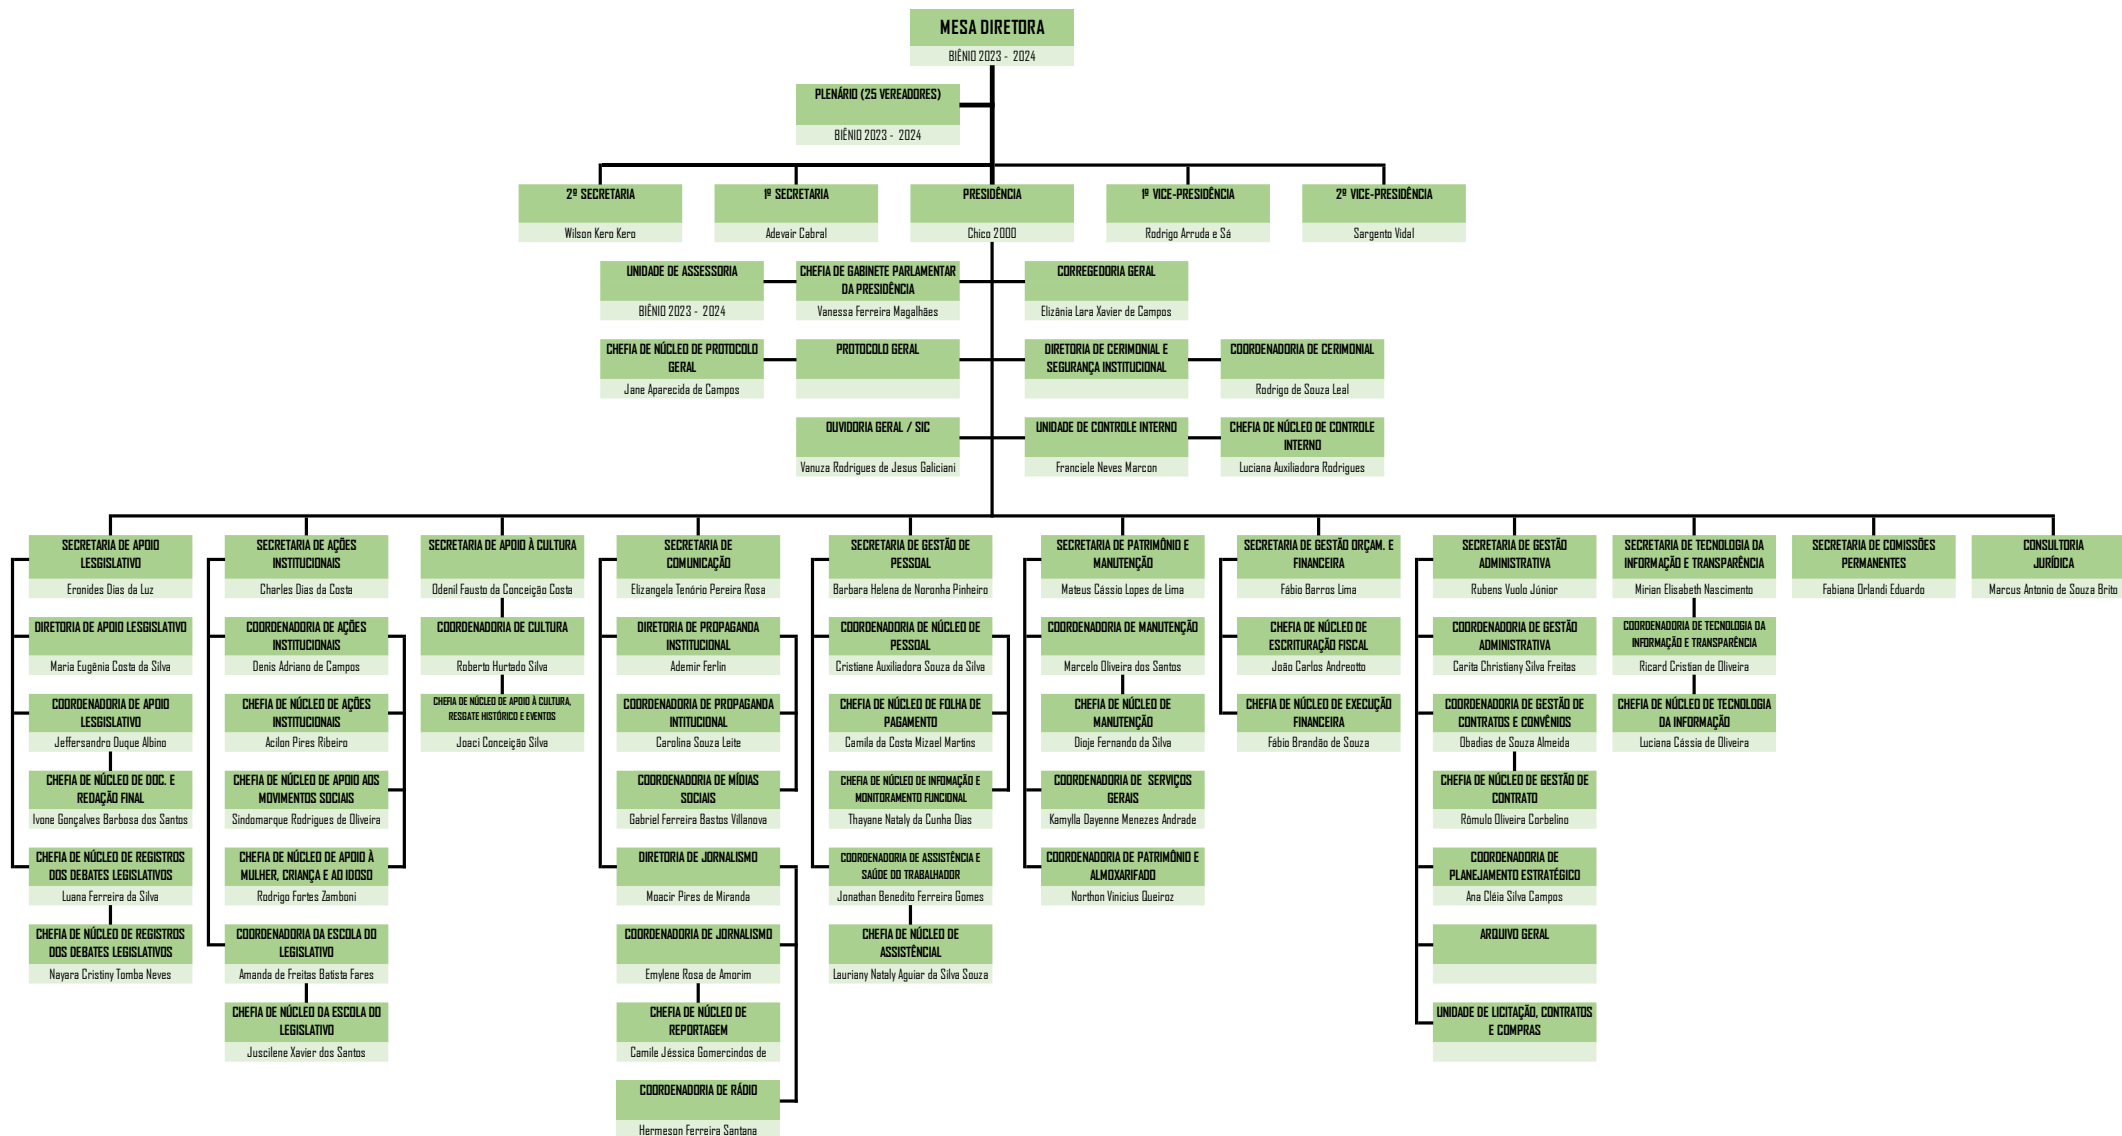 MESA DIRETORA
BIÊNIO 2023 - 2024
PLENÁRIO (25 VEREADORES)
BIÊNIO 2023 - 2024
2º SECRETARIA
Wilson Kero Kero
1º SECRETARIA
Adevair Cabral
PRESIDÊNCIA
Chico 2000
1º VICE-PRESIDÊNCIA
Rodrigo Arruda e Sá
2º VICE-PRESIDÊNCIA
Sargento Vidal
UNIDADE DE ASSESSORIA
BIÊNIO 2023 - 2024
CHEFIA DE GABINETE PARLAMENTAR
DA PRESIDÊNCIA
Vanessa Ferreira Magalhães
CORREGEDORIA GERAL
Elizânia Lara Xavier de Campos
CHEFIA DE NÚCLEO DE PROTOCOLO
GERAL
Jane Aparecida de Campos
PROTOCOLO GERAL
DIRETORIA DE CERIMONIAL E
SEGURANÇA INSTITUCIONAL
COORDENADORIA DE CERIMONIAL
Rodrigo de Souza Leal
OUVIDORIA GERAL / SIC
Vanuza Rodrigues de Jesus Galiciani
UNIDADE DE CONTROLE INTERNO
Franciele Neves Marcon
CHEFIA DE NÚCLEO DE CONTROLE
INTERNO
Luciana Auxiliadora Rodrigues
SECRETARIA DE APOIO
LESGISLATIVO
Eronides Dias da Luz
DIRETORIA DE APOIO LESGISLATIVO
Maria Eugênia Costa da Silva
COORDENADORIA DE APOIO
LESGISLATIVO
Jeffersandro Duque Albino
CHEFIA DE NÚCLEO DE DOC. E
REDAÇÃO FINAL
Ivone Gonçalves Barbosa dos Santos
CHEFIA DE NÚCLEO DE REGISTROS
DOS DEBATES LEGISLATIVOS
Luana Ferreira da Silva
CHEFIA DE NÚCLEO DE REGISTROS
DOS DEBATES LEGISLATIVOS
Nayara Cristiny Tomba Neves
SECRETARIA DE AÇÕES
INSTITUCIONAIS
Charles Dias da Costa
COORDENADORIA DE AÇÕES
INSTITUCIONAIS
Denis Adriano de Campos
CHEFIA DE NÚCLEO DE AÇÕES
INSTITUCIONAIS
Acilon Pires Ribeiro
CHEFIA DE NÚCLEO DE APOIO AOS
MOVIMENTOS SOCIAIS
Sindomarque Rodrigues de Oliveira
CHEFIA DE NÚCLEO DE APOIO À
MULHER, CRIANÇA E AO IDOSO
Rodrigo Fortes Zamboni
COORDENADORIA DA ESCOLA DO
LEGISLATIVO
Amanda de Freitas Batista Fares
CHEFIA DE NÚCLEO DA ESCOLA DO
LEGISLATIVO
Juscilene Xavier dos Santos
SECRETARIA DE APOIO À CULTURA
Odenil Fausto da Conceição Costa
COORDENADORIA DE CULTURA
Roberto Hurtado Silva
CHEFIA DE NÚCLEO DE APOIO À CULTURA,
RESGATE HISTÓRICO E EVENTOS
Joaci Conceição Silva
SECRETARIA DE
COMUNICAÇÃO
Elizangela Tenório Pereira Rosa
DIRETORIA DE PROPAGANDA
INSTITUCIONAL
Ademir Ferlin
COORDENADORIA DE PROPAGANDA
INTITUCIONAL
Carolina Souza Leite
COORDENADORIA DE MÍDIAS
SOCIAIS
Gabriel Ferreira Bastos Villanova
DIRETORIA DE JORNALISMO
Moacir Pires de Miranda
COORDENADORIA DE JORNALISMO
Emylene Rosa de Amorim
CHEFIA DE NÚCLEO DE
REPORTAGEM
Camile Jéssica Gomercindos de
COORDENADORIA DE RÁDIO
Hermeson Ferreira Santana
SECRETARIA DE GESTÃO DE
PESSOAL
Barbara Helena de Noronha Pinheiro
COORDENADORIA DE NÚCLEO DE
PESSOAL
Cristiane Auxiliadora Souza da Silva
CHEFIA DE NÚCLEO DE FOLHA DE
PAGAMENTO
Camila da Costa Mizael Martins
CHEFIA DE NÚCLEO DE INFOMAÇÃO E
MONITORAMENTO FUNCIONAL
Thayane Nataly da Cunha Dias
COORDENADORIA DE ASSISTÊNCIA E
SAÚDE DO TRABALHADOR
Jonathan Benedito Ferreira Gomes
CHEFIA DE NÚCLEO DE
ASSISTÊNCIAL
Lauriany Nataly Aguiar da Silva Souza
SECRETARIA DE PATRIMÔNIO E
MANUTENÇÃO
Mateus Cássio Lopes de Lima
COORDENADORIA DE MANUTENÇÃO
Marcelo Oliveira dos Santos
CHEFIA DE NÚCLEO DE
MANUTENÇÃO
Dioje Fernando da Silva
COORDENADORIA DE SERVIÇOS
GERAIS
Kamylla Dayenne Menezes Andrade
COORDENADORIA DE PATRIMÔNIO E
ALMOXARIFADO
Northon Vinicius Queiroz
SECRETARIA DE GESTÃO ORÇAM. E
FINANCEIRA
Fábio Barros Lima
CHEFIA DE NÚCLEO DE
ESCRITURAÇÃO FISCAL
João Carlos Andreotto
CHEFIA DE NÚCLEO DE EXECUÇÃO
FINANCEIRA
Fábio Brandão de Souza
SECRETARIA DE GESTÃO
ADMINISTRATIVA
Rubens Vuolo Júnior
COORDENADORIA DE GESTÃO
ADMINISTRATIVA
Carita Christiany Silva Freitas
COORDENADORIA DE GESTÃO DE
CONTRATOS E CONVÊNIOS
Obadias de Souza Almeida
CHEFIA DE NÚCLEO DE GESTÃO DE
CONTRATO
Rômulo Oliveira Corbelino
COORDENADORIA DE
PLANEJAMENTO ESTRATÉGICO
Ana Cléia Silva Campos
ARQUIVO GERAL
UNIDADE DE LICITAÇÃO, CONTRATOS
E COMPRAS
SECRETARIA DE TECNOLOGIA DA
INFORMAÇÃO E TRANSPARÊNCIA
Mirian Elisabeth Nascimento
COORDENADORIA DE TECNOLOGIA DA
INFORMAÇÃO E TRANSPARÊNCIA
Ricard Cristian de Oliveira
CHEFIA DE NÚCLEO DE TECNOLOGIA
DA INFORMAÇÃO
Luciana Cássia de Oliveira
SECRETARIA DE COMISSÕES
PERMANENTES
Fabiana Orlandi Eduardo
CONSULTORIA
JURÍDICA
Marcus Antonio de Souza Brito